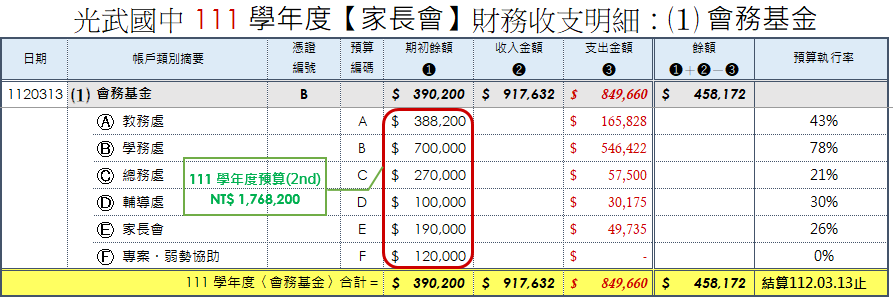 光武國中 111 學年度【家長會】財務收支明細：(1) 會務基金
日期 帳戶類別摘要 憑證編號 預算編碼 期初餘額 ❶ 收入金額 ❷ 支出金額 ❸ 餘額 ❶+❷-❸ 預算執行率
1120313 (1) 會務基金 B $ 390,200 $ 917,632 $ 849,660 $ 458,172
Ⓐ 教務處 A $ 388,200 $ 165,828 43%
Ⓑ 學務處 B $ 700,000 $ 546,422 78%
Ⓒ 總務處 C $ 270,000 $ 57,500 21%
Ⓓ 輔導處 D $ 100,000 $ 30,175 30%
Ⓔ 家長會 E $ 190,000 $ 49,735 26%
Ⓕ 專案．弱勢協助 F $ 120,000 $ - 0%
111 學年度預算(2nd)
NT$ 1,768,200
111 學年度〈會務基金〉合計 = $ 390,200 $ 917,632 $ 849,660 $ 458,172 結算112.03.13止